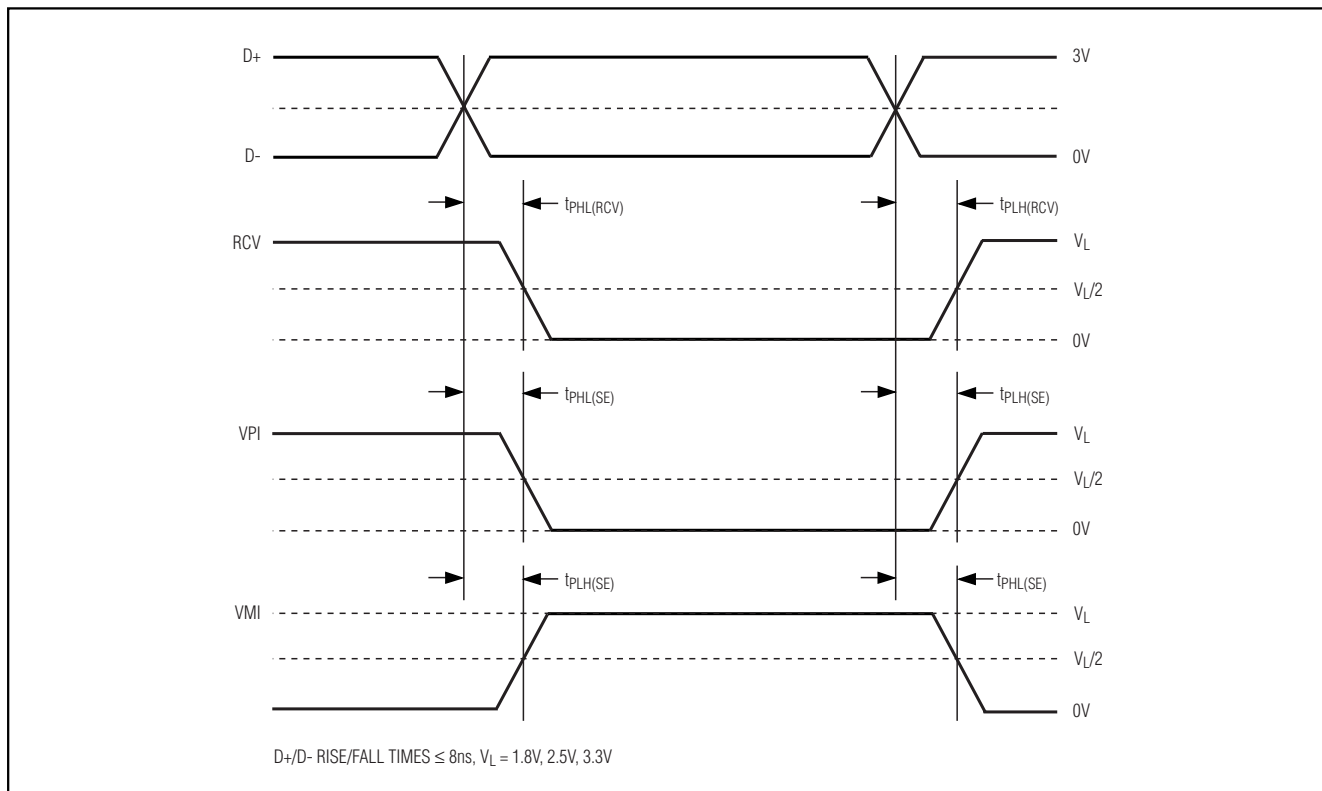 D+ 3V
D- 0V
tPHL(RCV) tPLH(RCV)
RCV VL
VL/2
0V
tPHL(SE) tPLH(SE)
VPI VL
VL/2
0V
tPLH(SE) tPHL(SE)
VMI VL
VL/2
0V
D+/D- RISE/FALL TIMES ≤ 8ns, VL = 1.8V, 2.5V, 3.3V